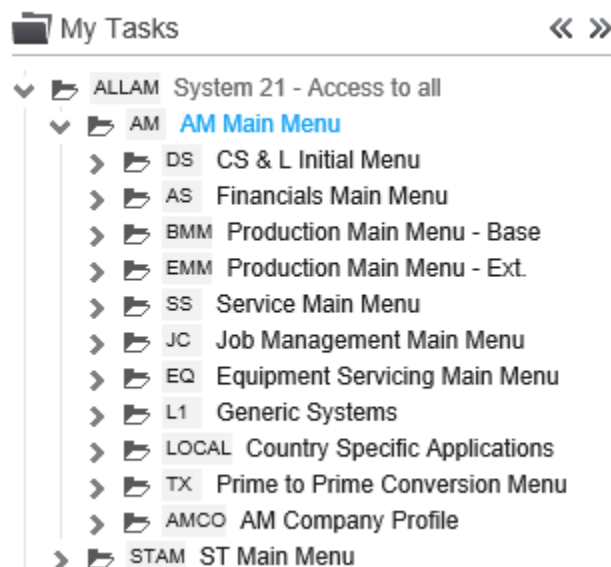 My Tasks
ALLAM System 21 - Access to all
AM AM Main Menu
DS CS & L Initial Menu
AS Financials Main Menu
BMM Production Main Menu - Base
EMM Production Main Menu - Ext.
SS Service Main Menu
JC Job Management Main Menu
EQ Equipment Servicing Main Menu
L1 Generic Systems
LOCAL Country Specific Applications
TX Prime to Prime Conversion Menu
AMCO AM Company Profile
STAM ST Main Menu